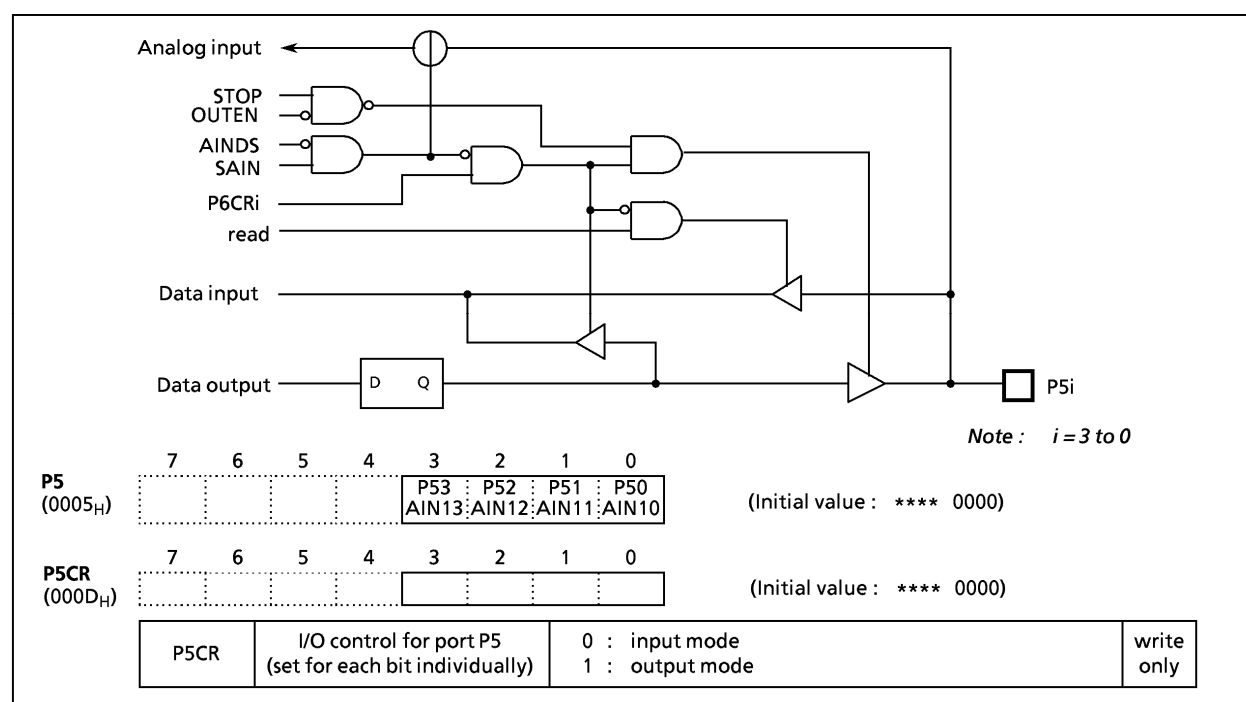 Analog input
STOP
OUTEN
AINDS
SAIN
P6CRi
read
Data input
Data output
D Q
P5i
Note : i = 3 to 0
7 6 5 4 3 2 1 0
P5
(0005H)
P53 P52 P51 P50
AIN13 AIN12 AIN11 AIN10
(Initial value : **** 0000)
7 6 5 4 3 2 1 0
P5CR
(000DH)
(Initial value : **** 0000)
P5CR
I/O control for port P5
(set for each bit individually)
0 : input mode
1 : output mode
write
only